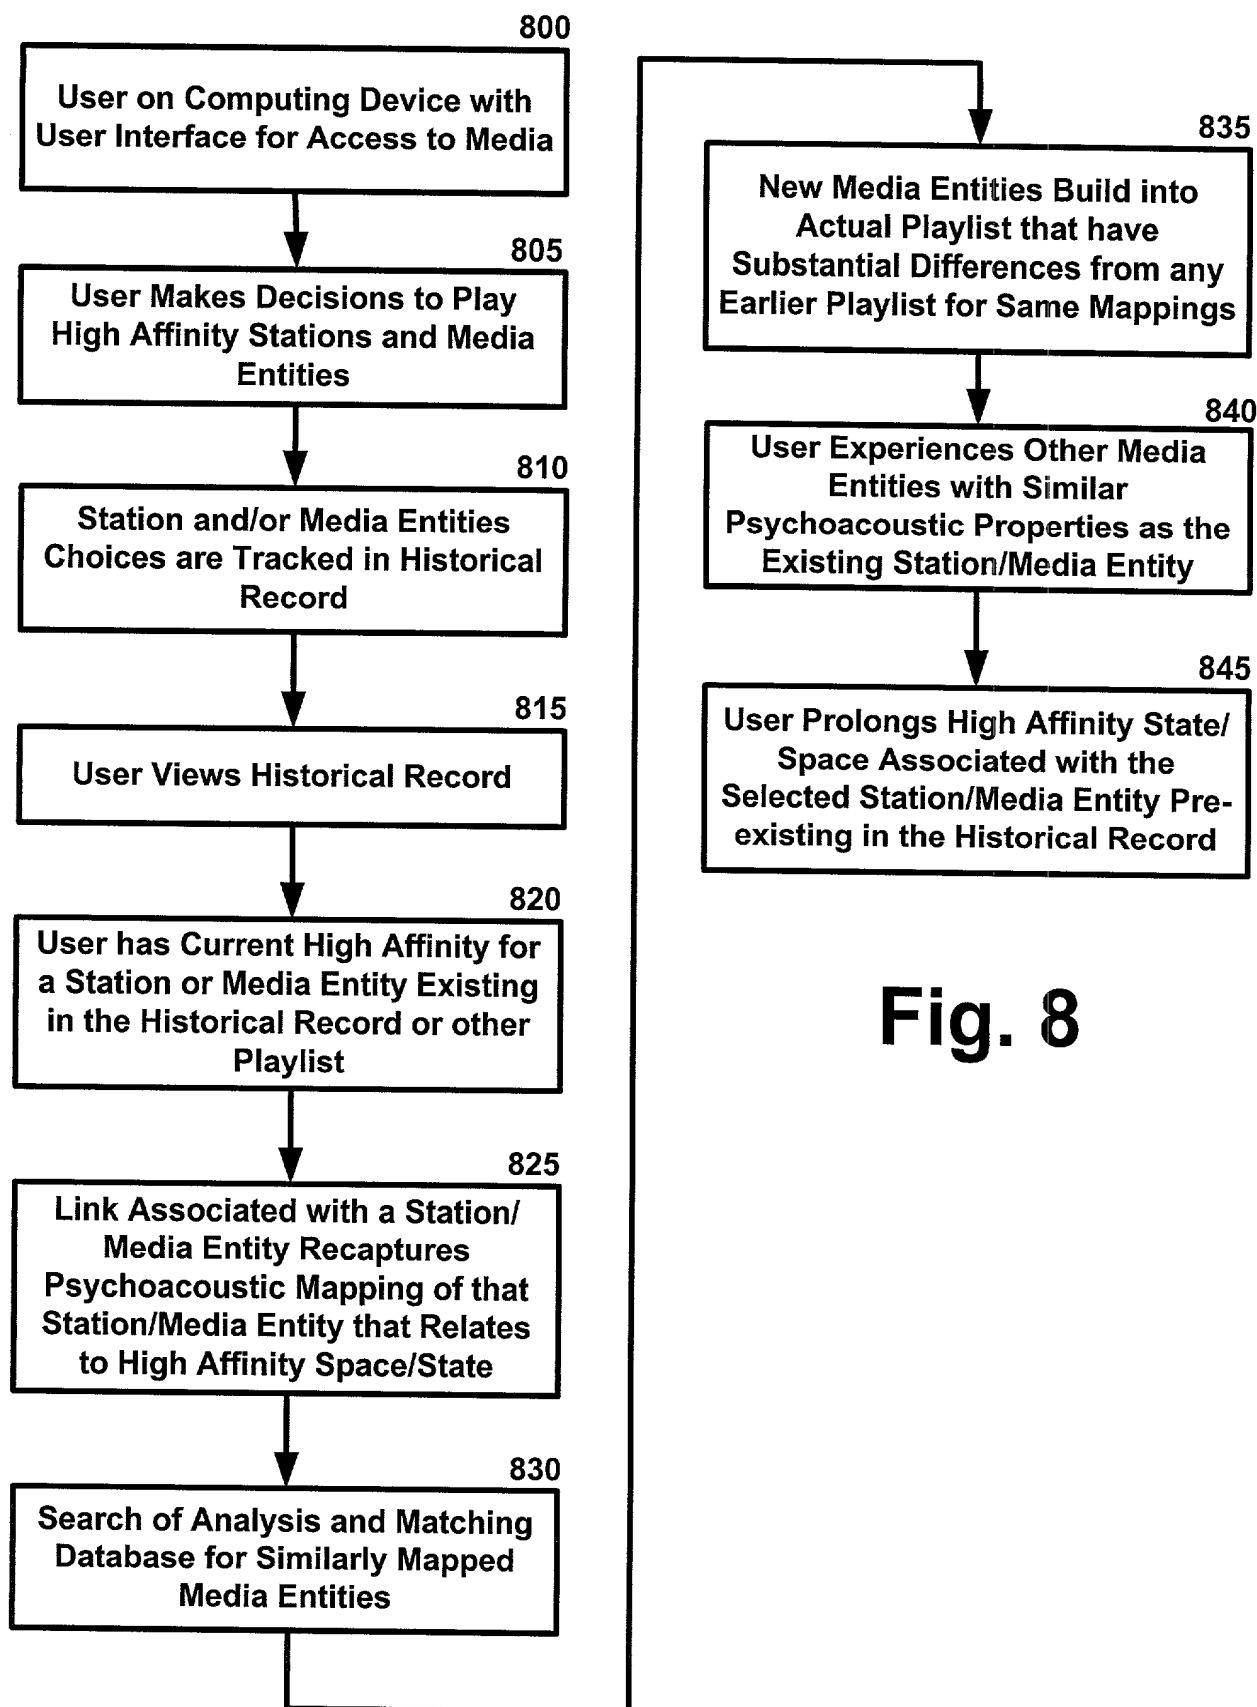 800
User on Computing Device with
User Interface for Access to Media
805
User Makes Decisions to Play
High Affinity Stations and Media
Entities
810
Station and/or Media Entities
Choices are Tracked in Historical
Record
815
User Views Historical Record
820
User has Current High Affinity for
a Station or Media Entity Existing
in the Historical Record or other
Playlist
825
Link Associated with a Station/
Media Entity Recaptures
Psychoacoustic Mapping of that
Station/Media Entity that Relates
to High Affinity Space/State
830
Search of Analysis and Matching
Database for Similarly Mapped
Media Entities
835
New Media Entities Build into
Actual Playlist that have
Substantial Differences from any
Earlier Playlist for Same Mappings
840
User Experiences Other Media
Entities with Similar
Psychoacoustic Properties as the
Existing Station/Media Entity
845
User Prolongs High Affinity State/
Space Associated with the
Selected Station/Media Entity Pre-
existing in the Historical Record
Fig. 8